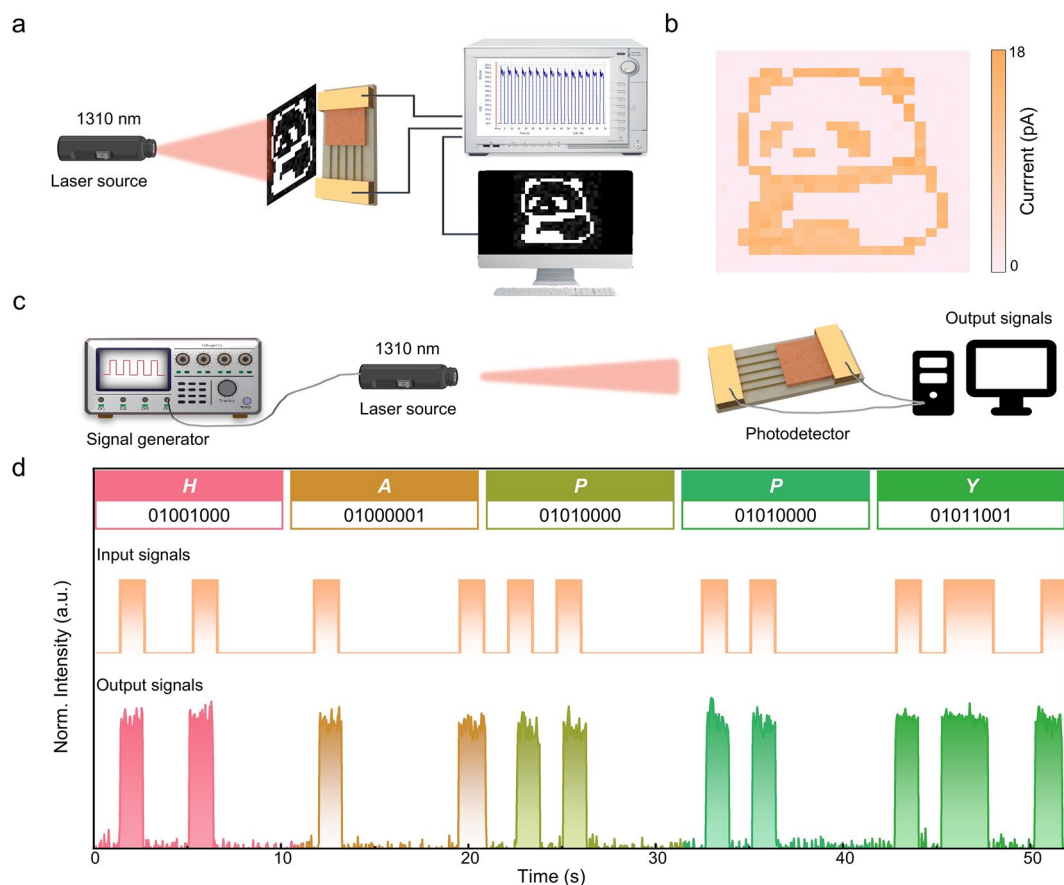 a
1310 nm
Laser source
b
18
Currrent (pA)
0
c
1310 nm
Laser source
Signal generator
Output signals
Photodetector
d
H A P P Y
01001000 01000001 01010000 01010000 01011001
Input signals
Output signals
Norm. Intensity (a.u.)
0 10 20 30 40 50
Time (s)